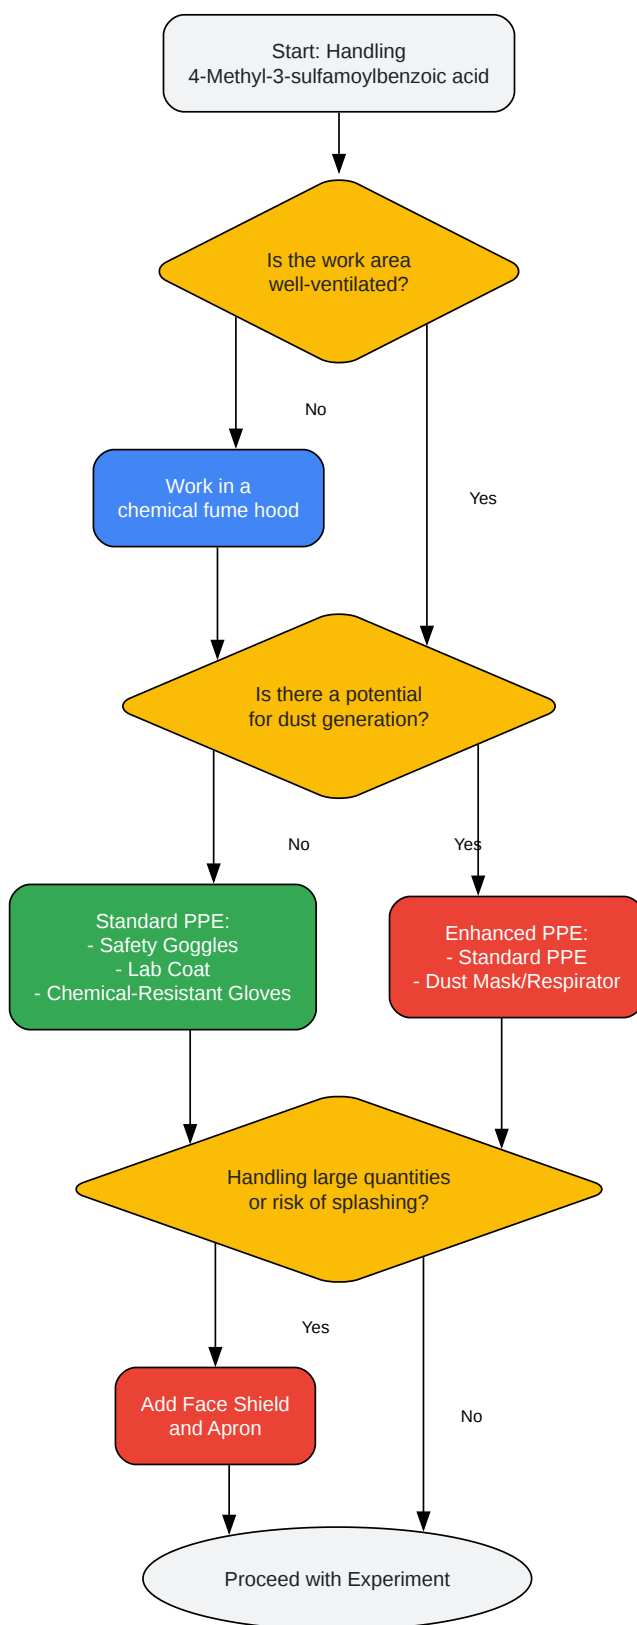 Start: Handling
4-Methyl-3-sulfamoylbenzoic acid
Is the work area
well-ventilated?
No
Work in a
chemical fume hood
Yes
Is there a potential
for dust generation?
No
Yes
Standard PPE:
- Safety Goggles
- Lab Coat
- Chemical-Resistant Gloves
Enhanced PPE:
- Standard PPE
- Dust Mask/Respirator
Handling large quantities
or risk of splashing?
Yes
Add Face Shield
and Apron
No
Proceed with Experiment